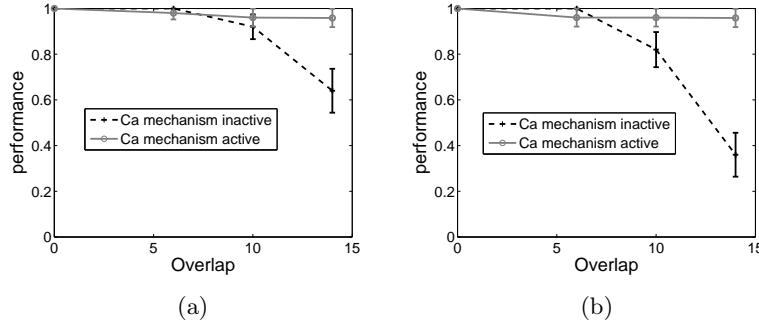 1
0.8
0.6
0.4
0.2
0
0
5
10
15
performance
Overlap
Ca mechanism inactive
Ca mechanism active
(a)
1
0.8
0.6
0.4
0.2
0
0
5
10
15
performance
Overlap
Ca mechanism inactive
Ca mechanism active
(b)